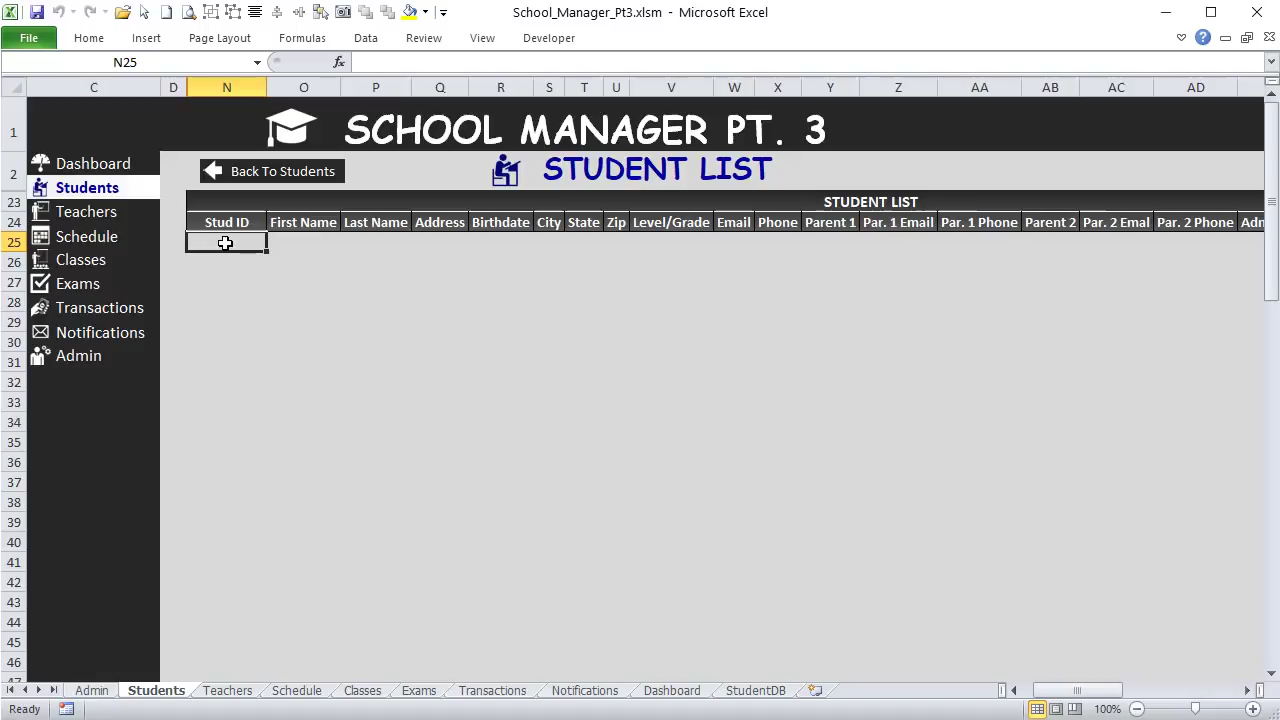 School_Manager_Pt3.xlsm - Microsoft Excel
File Home Insert Page Layout Formulas Data Review View Developer
N25 fx
C D N O P Q R S T U V W X Y Z AA AB AC AD
1 SCHOOL MANAGER PT. 3
Dashboard
2 Back To Students STUDENT LIST
Students
23 STUDENT LIST
Teachers
24 Stud ID First Name Last Name Address Birthdate City State Zip Level/Grade Email Phone Parent 1 Par. 1 Email Par. 1 Phone Parent 2 Par. 2 Emal Par. 2 Phone Adn
25 Schedule
26 Classes
27 Exams
28 Transactions
29 Notifications
30
31 Admin
32
33
34
35
36
37
38
39
40
41
42
43
44
45
46
47
Admin Students Teachers Schedule Classes Exams Transactions Notifications Dashboard StudentDB
Ready 100%